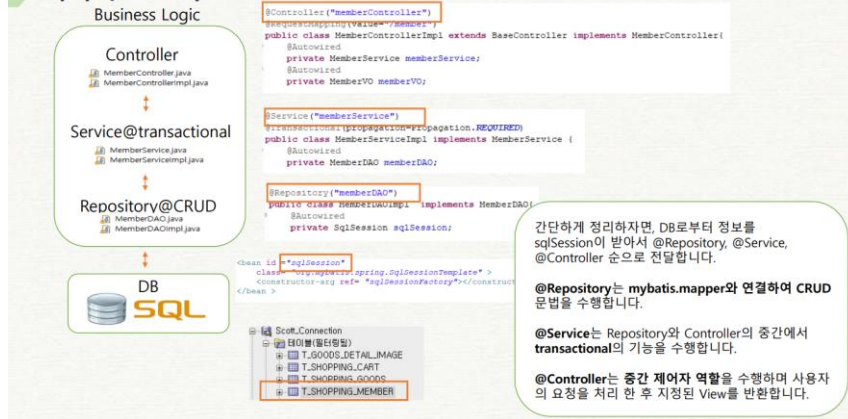 Business Logic
Controller
MemberController.java
MemberControllerimpl.java
Service@transactional
MemberService.java
MemberServiceimpl.java
Repository@CRUD
MemberDAO.java
MemberDAOimpl.java
DB
SQL
@Controller("memberController")
@RequestMapping(value="/member")
public class MemberControllerImpl extends BaseController implements MemberController{
@Autowired
private MemberService memberService;
@Autowired
private MemberVO memberVO;
@Service("memberService")
@Transactional(propagation=Propagation.REQUIRED)
public class MemberServiceImpl implements MemberService {
@Autowired
private MemberDAO memberDAO;
@Repository("memberDAO")
public class MemberDAOImpl implements MemberDAO{
@Autowired
private SqlSession sqlSession;
<bean id ="sqlSession"
class= "org.mybatis.spring.SqlSessionTemplate" >
<constructor-arg ref= "sqlSessionFactory"></construct
</bean >
Scott_Connection
테이블(필터링됨)
T_GOODS_DETAIL_IMAGE
T_SHOPPING_CART
T_SHOPPING_GOODS
T_SHOPPING_MEMBER
간단하게 정리하자면, DB로부터 정보를
sqlSession이 받아서 @Repository, @Service,
@Controller 순으로 전달합니다.
@Repository는 mybatis.mapper와 연결하여 CRUD
문법을 수행합니다.
@Service는 Repository와 Controller의 중간에서
transactional의 기능을 수행합니다.
@Controller는 중간 제어자 역할을 수행하며 사용자
의 요청을 처리 한 후 지정된 View를 반환합니다.